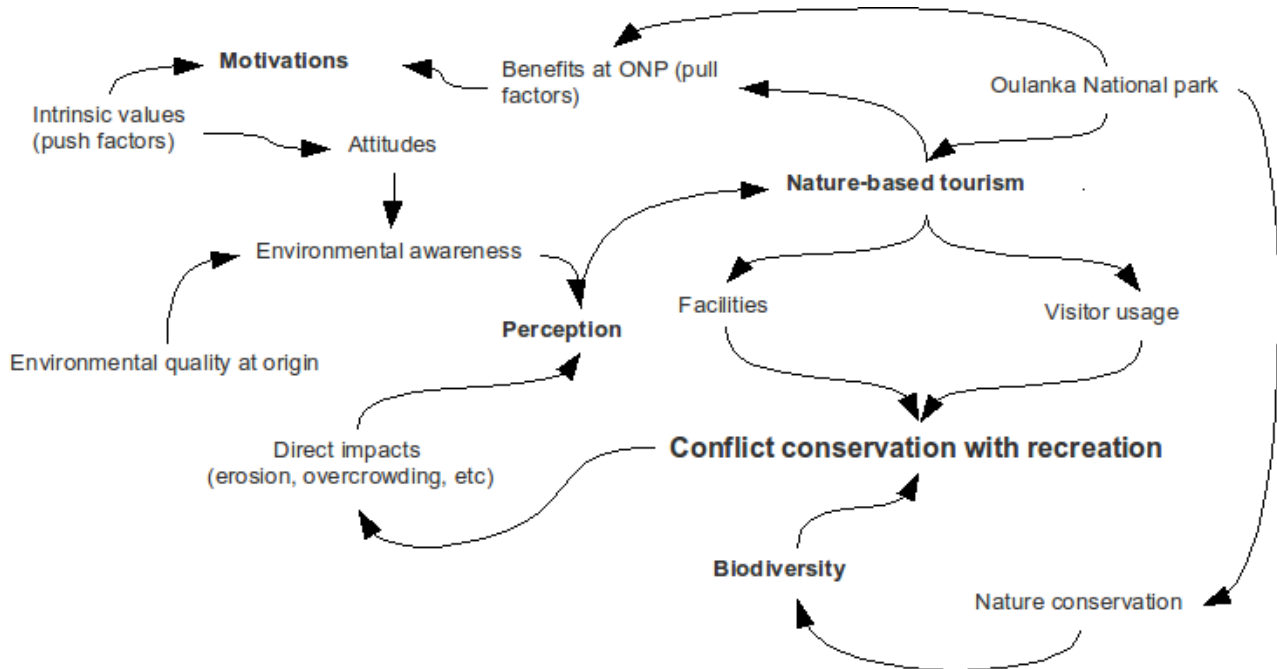 Motivations
Benefits at ONP (pull
factors)
Oulanka National park
Intrinsic values
(push factors)
Attitudes
Nature-based tourism
Environmental awareness
Facilities
Visitor usage
Perception
Environmental quality at origin
Direct impacts
(erosion, overcrowding, etc)
Conflict conservation with recreation
Biodiversity
Nature conservation